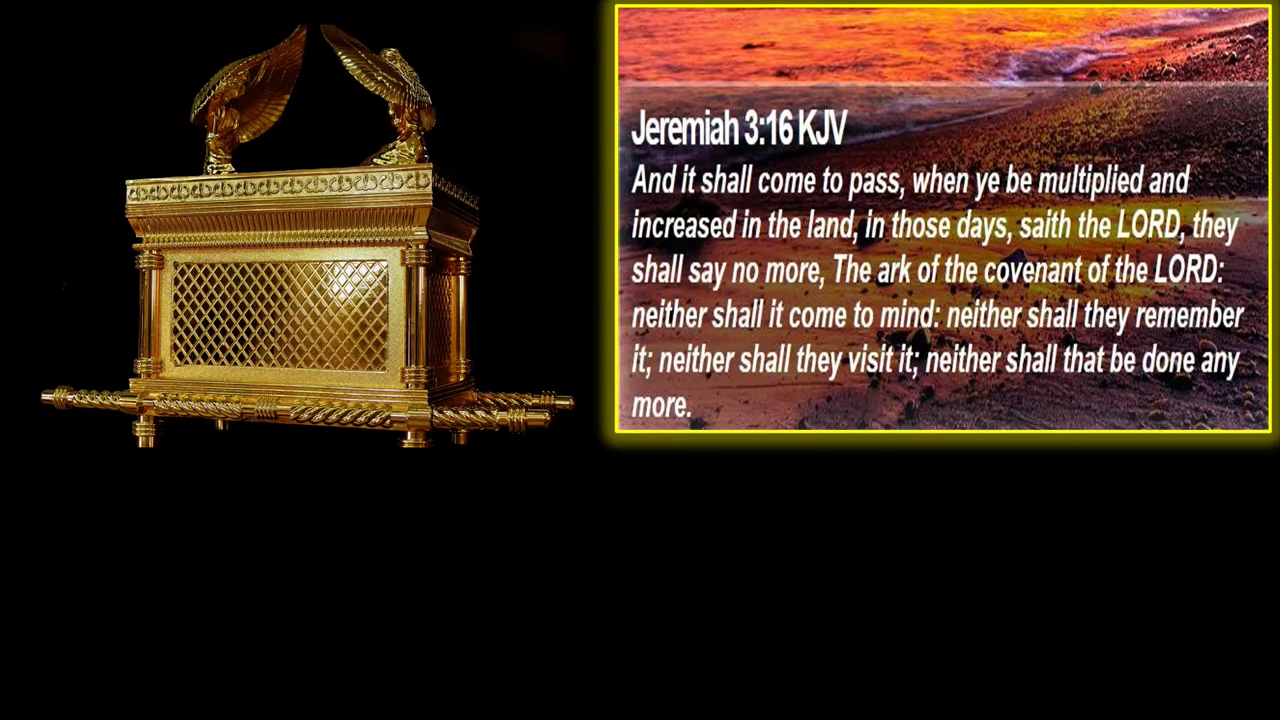 Jeremiah 3:16 KJV
And it shall come to pass, when ye be multiplied and
increased in the land, in those days, saith the LORD, they
shall say no more, The ark of the covenant of the LORD:
neither shall it come to mind: neither shall they remember
it; neither shall they visit it; neither shall that be done any
more.